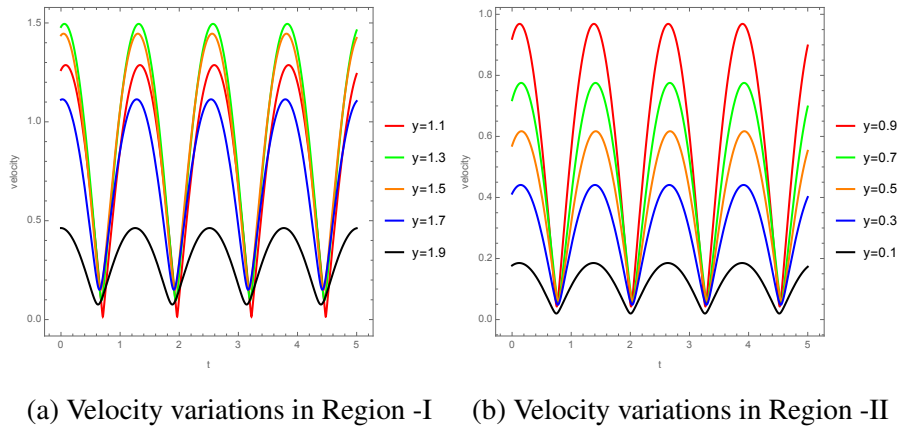 1.5
1.0
0.5
0.0
velocity
0 1 2 3 4 5
t
y=1.1
y=1.3
y=1.5
y=1.7
y=1.9
1.0
0.8
0.6
0.4
0.2
0.0
velocity
0 1 2 3 4 5
t
y=0.9
y=0.7
y=0.5
y=0.3
y=0.1
(a) Velocity variations in Region -I
(b) Velocity variations in Region -II